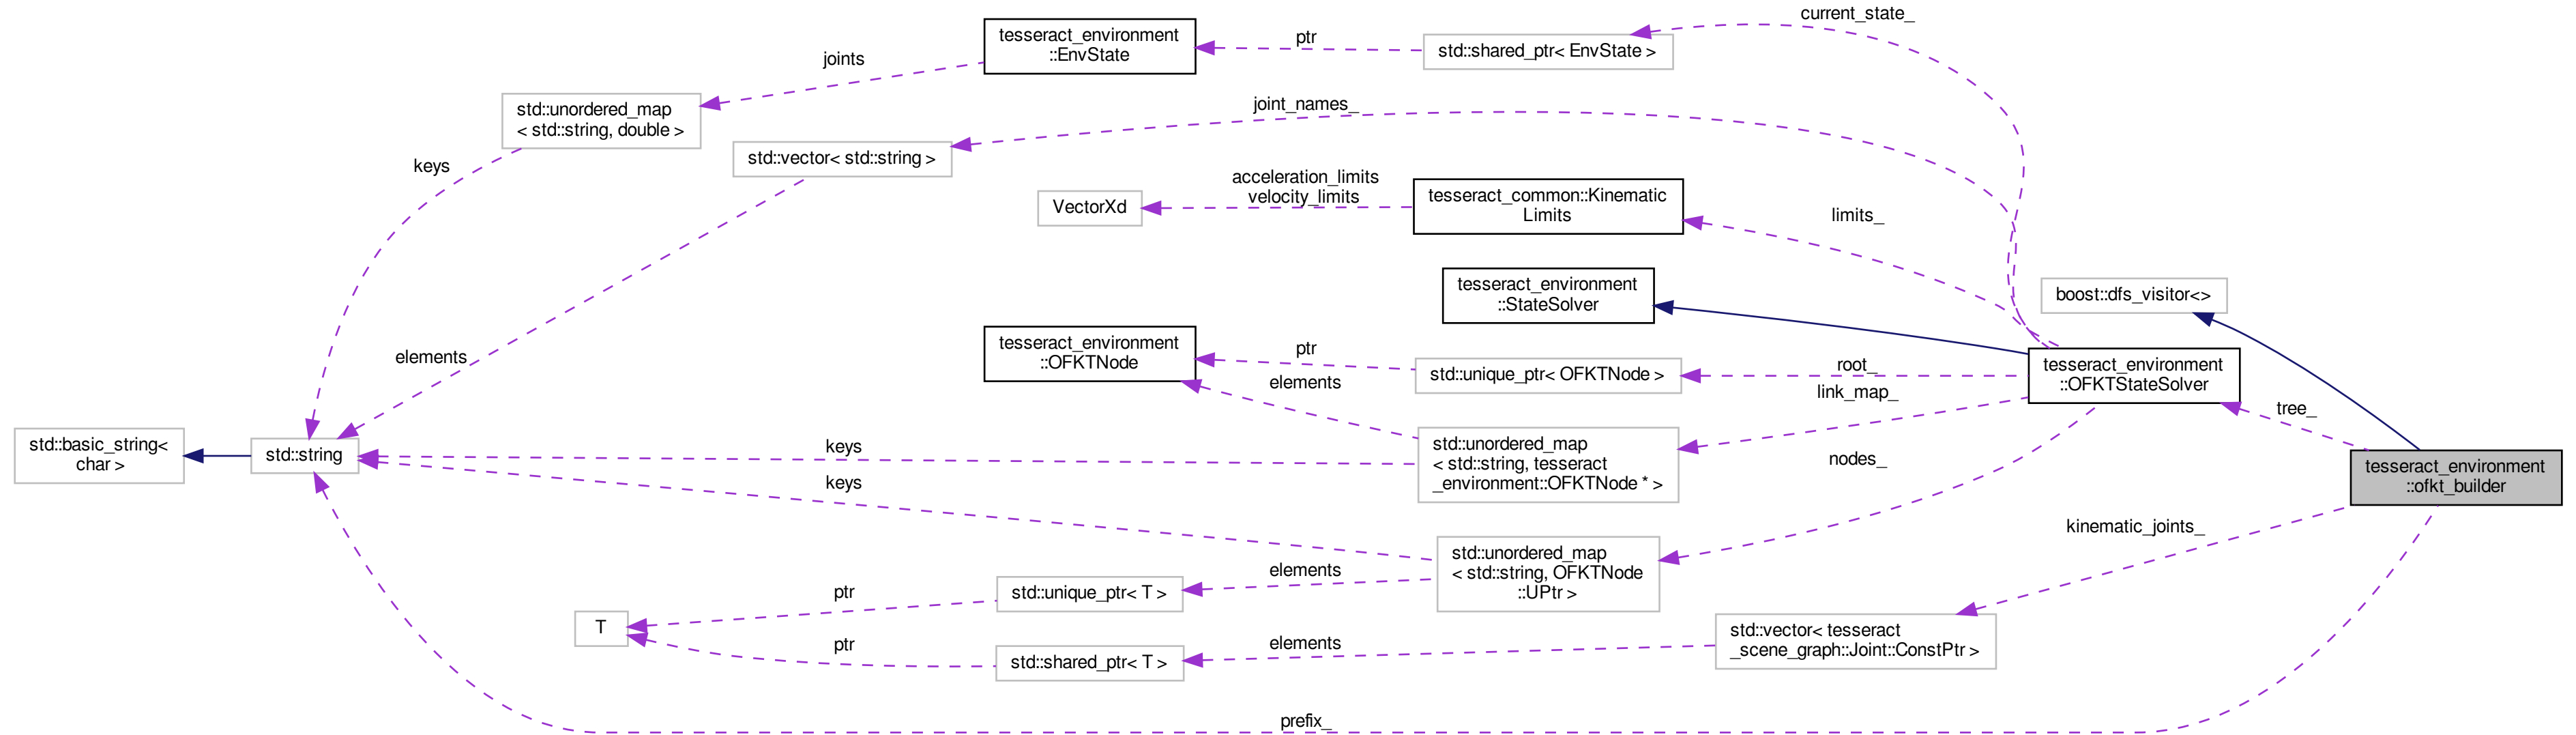 current_state_
tesseract_environment
::EnvState
ptr
std::shared_ptr< EnvState >
joints
std::unordered_map
< std::string, double >
joint_names_
keys
std::vector< std::string >
acceleration_limits
velocity_limits
VectorXd
tesseract_common::Kinematic
Limits
limits_
tesseract_environment
::StateSolver
boost::dfs_visitor<>
tesseract_environment
::OFKTNode
ptr
std::unique_ptr< OFKTNode >
root_
tesseract_environment
::OFKTStateSolver
elements
elements
link_map_
tree_
std::basic_string<
char >
std::string
keys
std::unordered_map
< std::string, tesseract
_environment::OFKTNode * >
nodes_
tesseract_environment
::ofkt_builder
keys
kinematic_joints_
std::unordered_map
< std::string, OFKTNode
::UPtr >
elements
std::unique_ptr< T >
ptr
T
ptr
std::shared_ptr< T >
elements
std::vector< tesseract
_scene_graph::Joint::ConstPtr >
prefix_